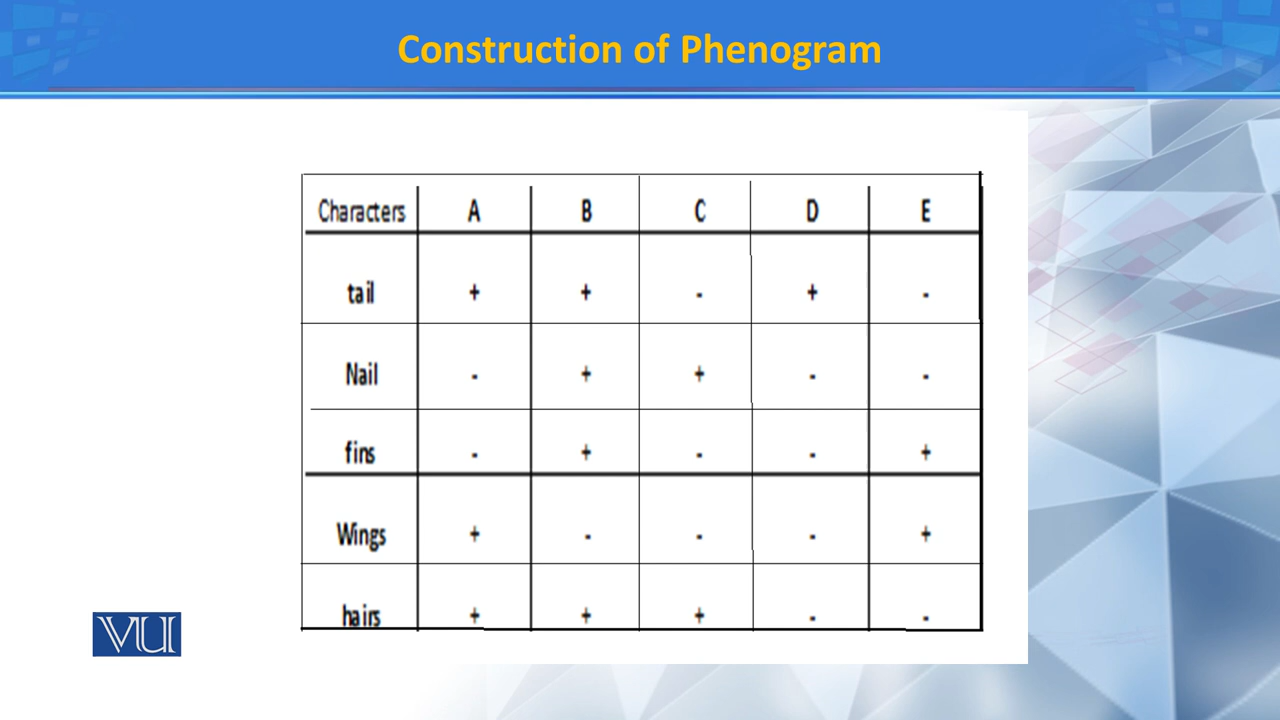 Construction of Phenogram
Characters A B C D E
tail + + - + -
Nail - + + - -
fins - + - - +
Wings + - - - +
hairs + + + - -
VU